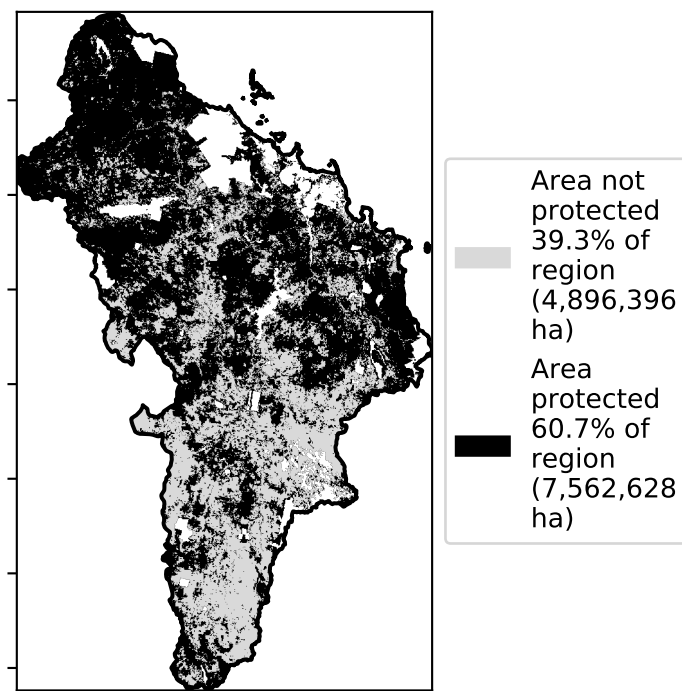 Area not
protected
39.3% of
region
(4,896,396
ha)
Area
protected
60.7% of
region
(7,562,628
ha)